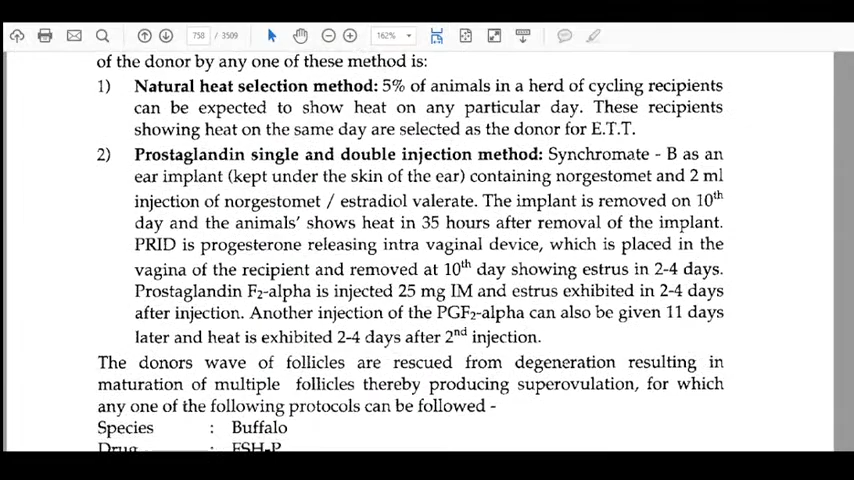 758 / 3509
162%
of the donor by any one of these method is:
1) Natural heat selection method: 5% of animals in a herd of cycling recipients
can be expected to show heat on any particular day. These recipients
showing heat on the same day are selected as the donor for E.T.T.
2) Prostaglandin single and double injection method: Synchromate - B as an
ear implant (kept under the skin of the ear) containing norgestomet and 2 ml
injection of norgestomet / estradiol valerate. The implant is removed on 10th
day and the animals' shows heat in 35 hours after removal of the implant.
PRID is progesterone releasing intra vaginal device, which is placed in the
vagina of the recipient and removed at 10th day showing estrus in 2-4 days.
Prostaglandin F2-alpha is injected 25 mg IM and estrus exhibited in 2-4 days
after injection. Another injection of the PGF2-alpha can also be given 11 days
later and heat is exhibited 2-4 days after 2nd injection.
The donors wave of follicles are rescued from degeneration resulting in
maturation of multiple follicles thereby producing superovulation, for which
any one of the following protocols can be followed -
Species : Buffalo
Drug : FSH-P